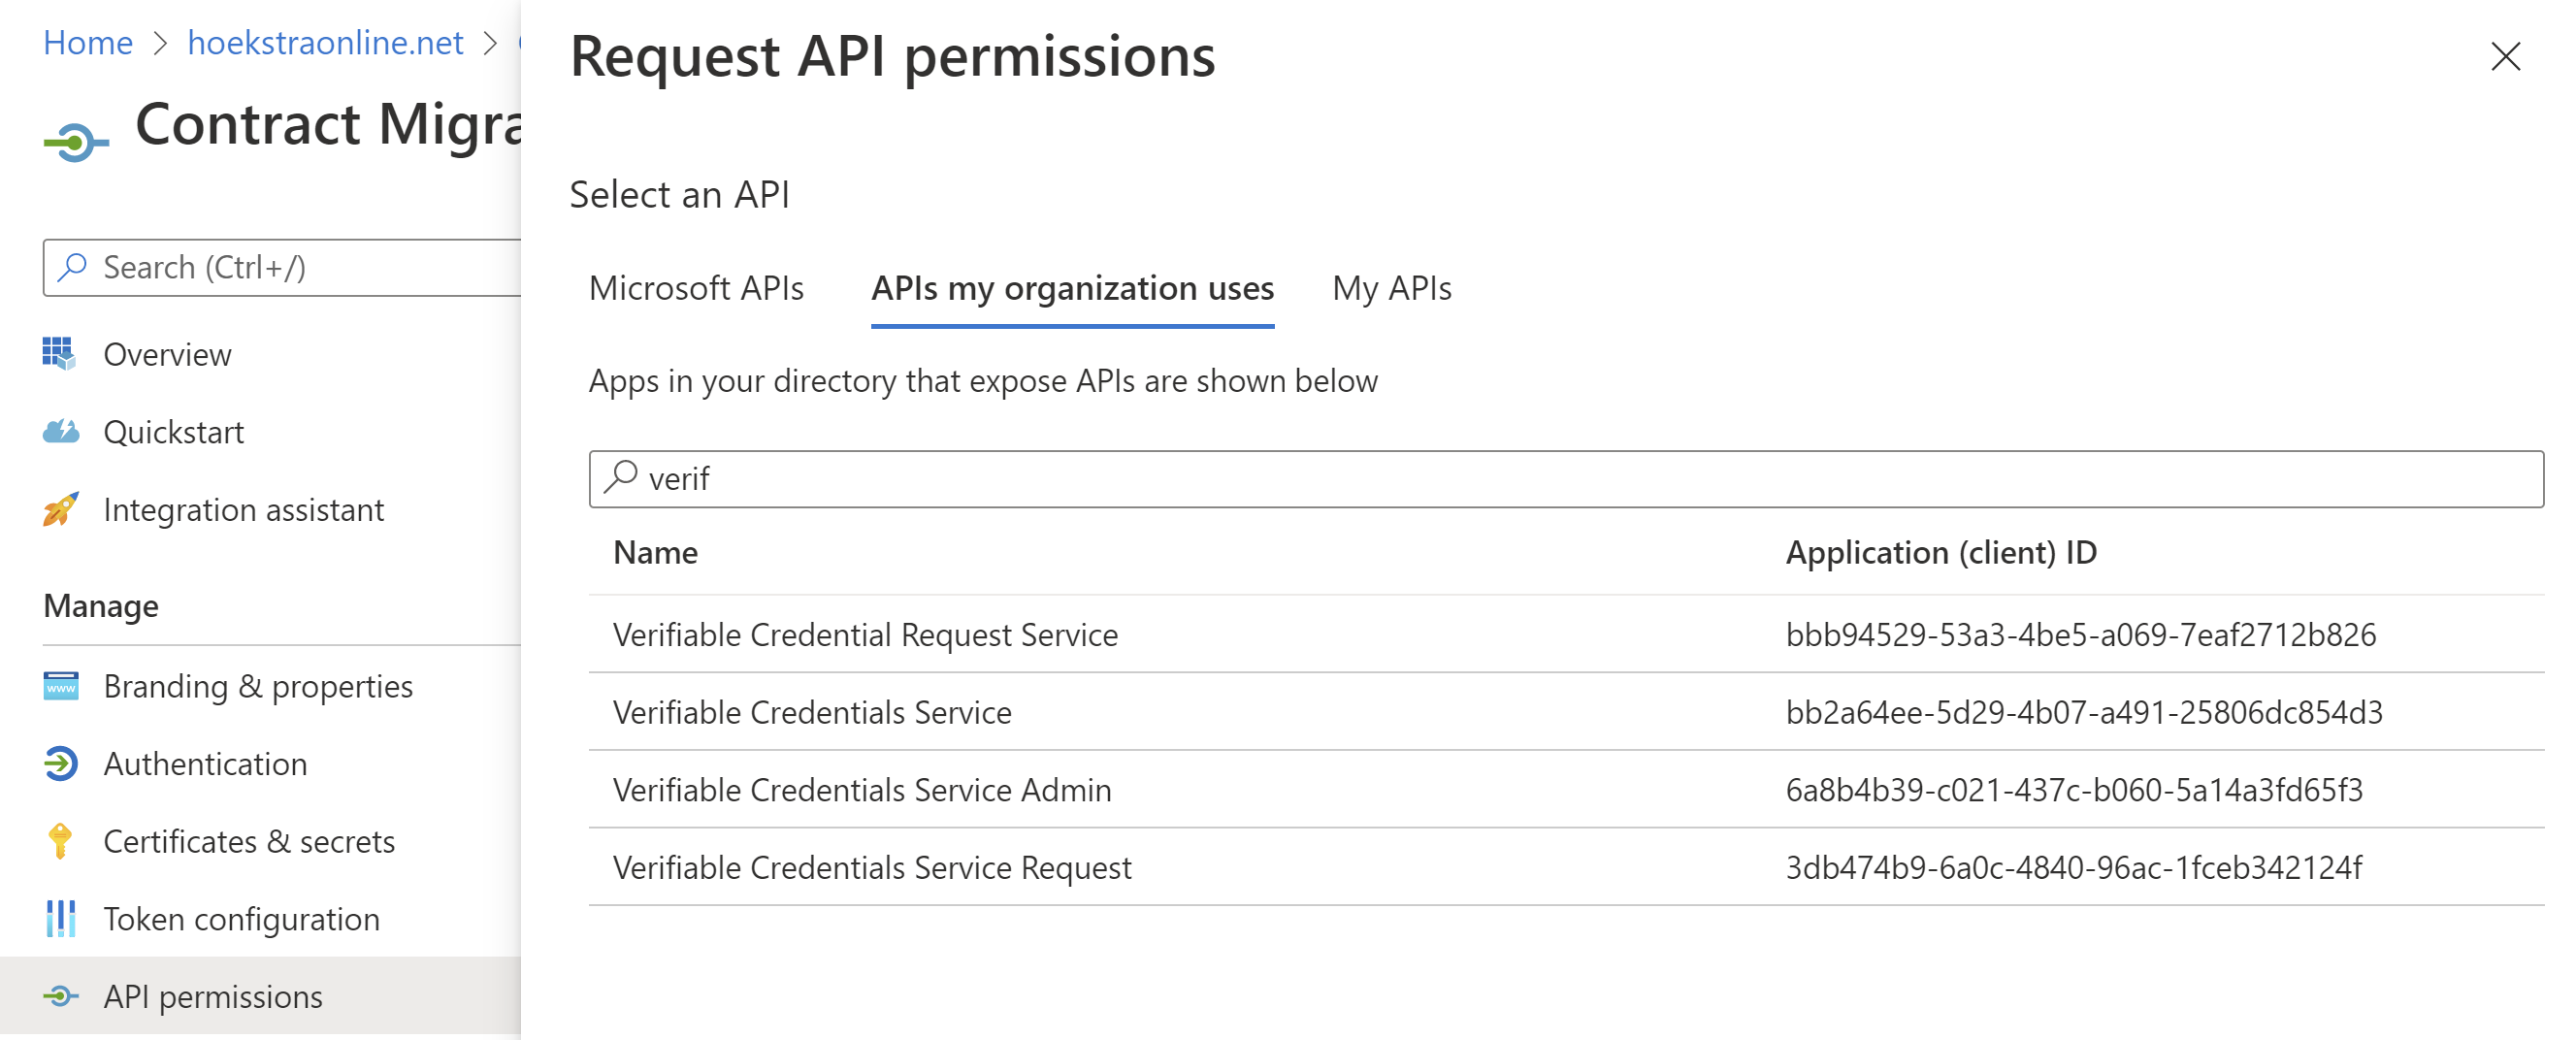 Home > hoekstraonline.net >
Contract Migra
Search (Ctrl+/)
Overview
Quickstart
Integration assistant
Manage
www
Branding & properties
Authentication
Certificates & secrets
Token configuration
API permissions
Request API permissions
Select an API
Microsoft APIs APIs my organization uses My APIs
Apps in your directory that expose APIs are shown below
verif
Name Application (client) ID
Verifiable Credential Request Service bbb94529-53a3-4be5-a069-7eaf2712b826
Verifiable Credentials Service bb2a64ee-5d29-4b07-a491-25806dc854d3
Verifiable Credentials Service Admin 6a8b4b39-c021-437c-b060-5a14a3fd65f3
Verifiable Credentials Service Request 3db474b9-6a0c-4840-96ac-1fceb342124f